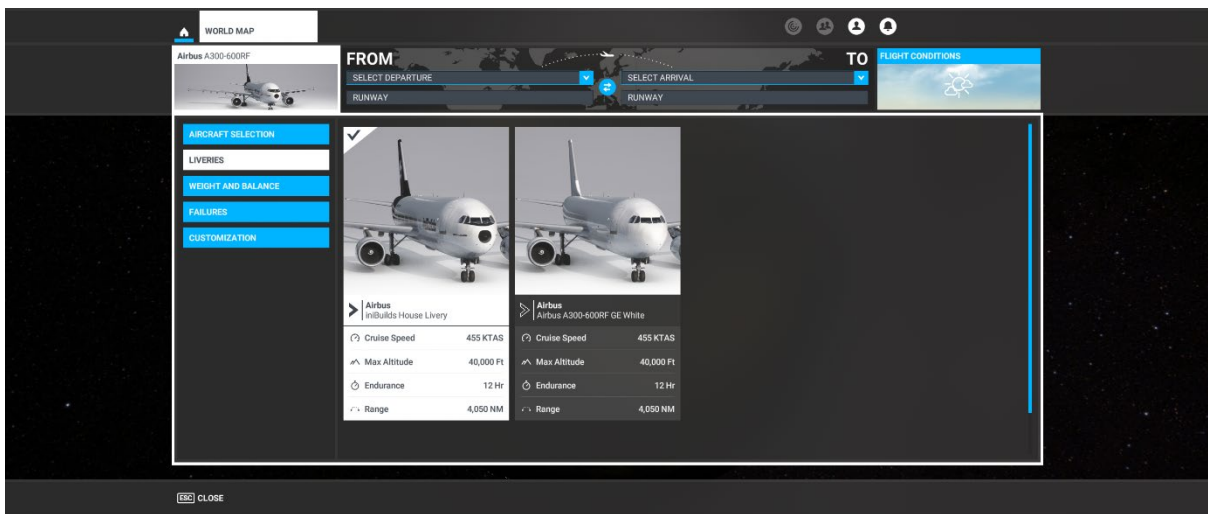 WORLD MAP
Airbus A300-600RF
FROM
TO
FLIGHT CONDITIONS
SELECT DEPARTURE
SELECT ARRIVAL
RUNWAY
RUNWAY
AIRCRAFT SELECTION
LIVERIES
WEIGHT AND BALANCE
FAILURES
CUSTOMIZATION
Airbus
iniBuilds House Livery
Cruise Speed 455 KTAS
Max Altitude 40,000 Ft
Endurance 12 Hr
Range 4,050 NM
Airbus
Airbus A300-600RF GE White
Cruise Speed 455 KTAS
Max Altitude 40,000 Ft
Endurance 12 Hr
Range 4,050 NM
ESC CLOSE